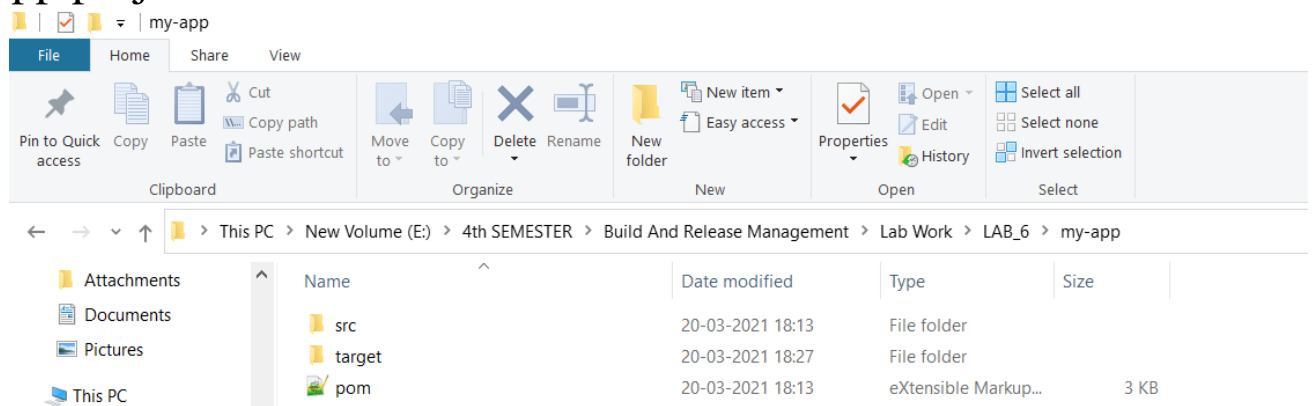 my-app
File Home Share View
Pin to Quick access
Copy
Paste
Cut
Copy path
Paste shortcut
Clipboard
Move to
Copy to
Delete
Rename
Organize
New folder
New item
Easy access
New
Properties
Open
Edit
History
Open
Select all
Select none
Invert selection
Select
This PC > New Volume (E:) > 4th SEMESTER > Build And Release Management > Lab Work > LAB_6 > my-app
Attachments
Documents
Pictures
This PC
Name Date modified Type Size
src 20-03-2021 18:13 File folder
target 20-03-2021 18:27 File folder
pom 20-03-2021 18:13 eXtensible Markup... 3 KB